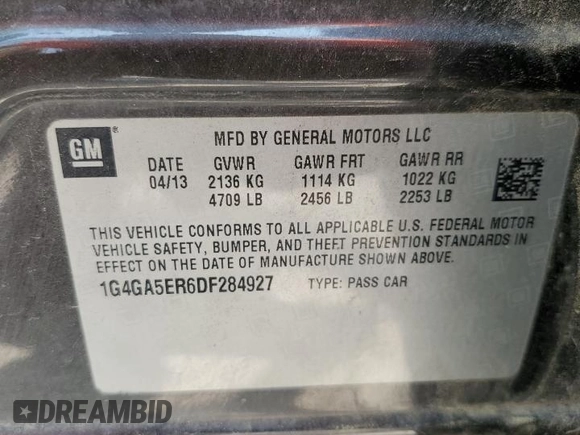 GM
®
MFD BY GENERAL MOTORS LLC
DATE GVWR GAWR FRT GAWR RR
04/13 2136 KG 1114 KG 1022 KG
4709 LB 2456 LB 2253 LB
THIS VEHICLE CONFORMS TO ALL APPLICABLE U.S. FEDERAL MOTOR
VEHICLE SAFETY, BUMPER, AND THEFT PREVENTION STANDARDS IN
EFFECT ON THE DATE OF MANUFACTURE SHOWN ABOVE.
1G4GA5ER6DF284927 TYPE: PASS CAR
DREAMBID